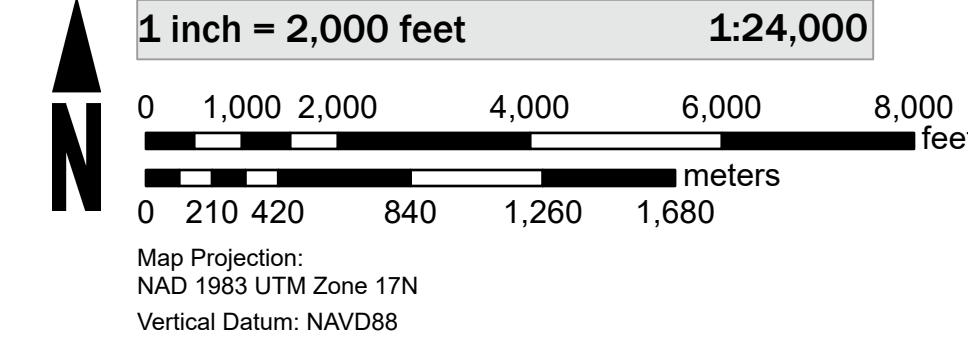 N
1 inch = 2,000 feet 1:24,000
0 1,000 2,000 4,000 6,000 8,000
feet
meters
0 210 420 840 1,260 1,680
Map Projection:
NAD 1983 UTM Zone 17N
Vertical Datum: NAVD88